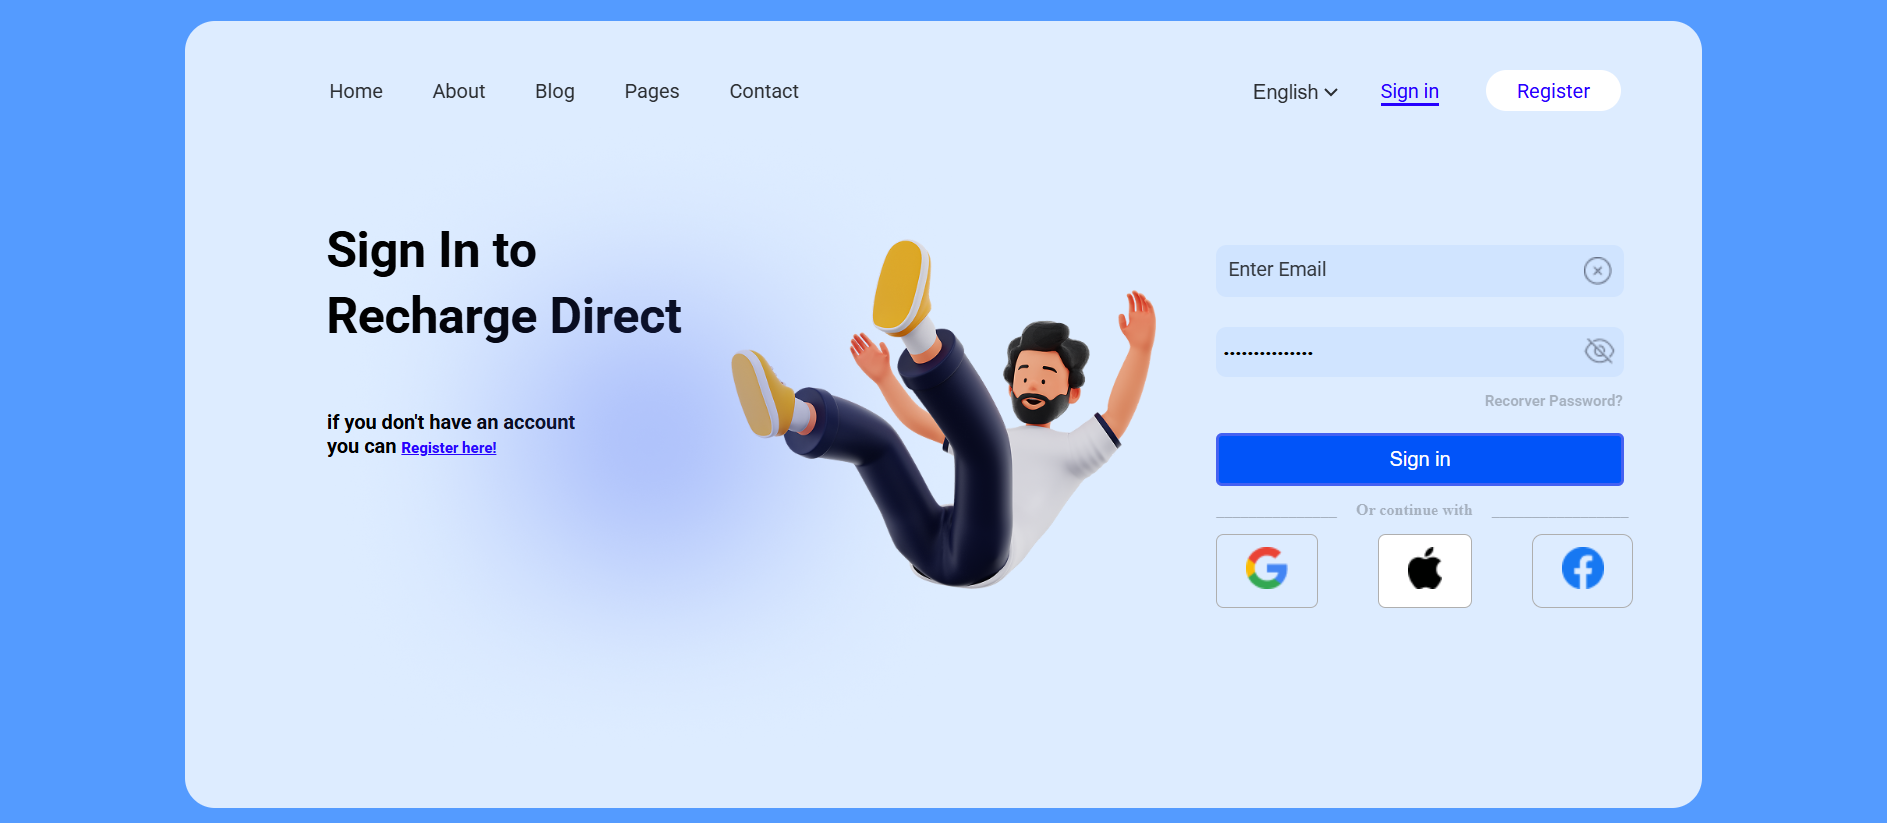 Home About Blog Pages Contact English Sign in Register
Sign In to
Recharge Direct
if you don't have an account
you can Register here!
Enter Email
...............
Recorver Password?
Sign in
Or continue with